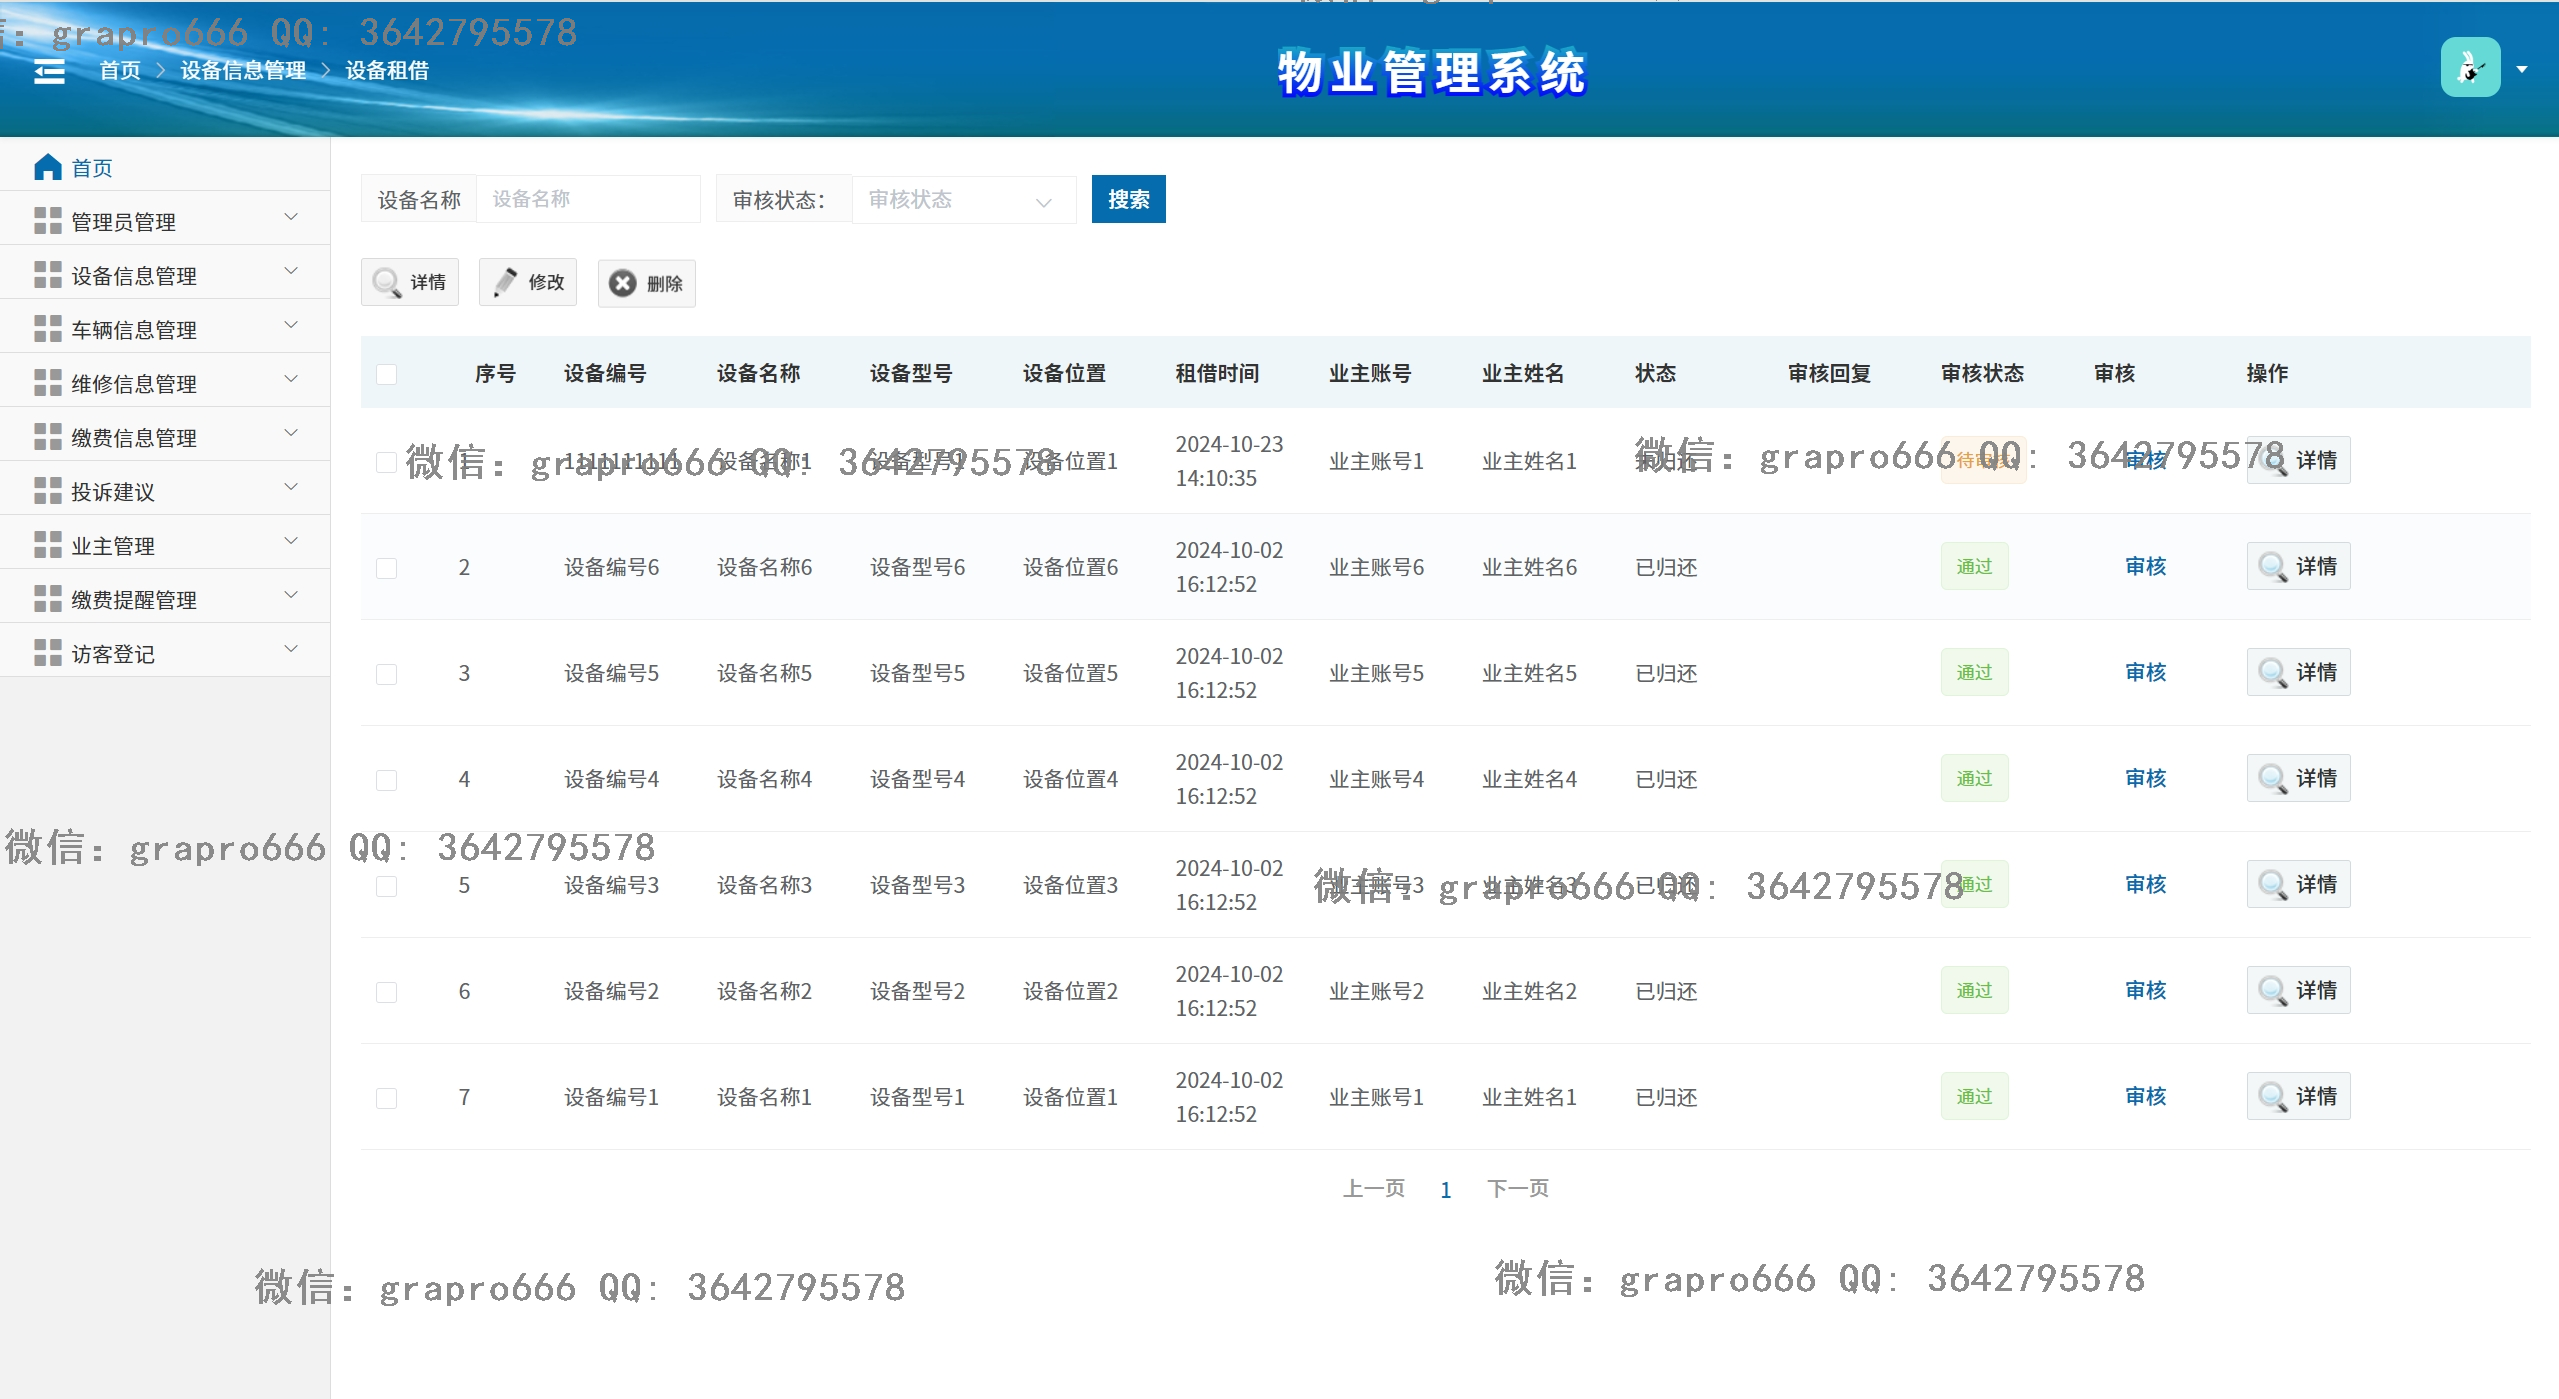 微信: grapro666 QQ: 3642795578
首页 > 设备信息管理 > 设备租借
物业管理系统
首页
管理员管理
设备信息管理
车辆信息管理
维修信息管理
缴费信息管理
投诉建议
业主管理
缴费提醒管理
访客登记
设备名称 设备名称 审核状态: 审核状态 搜索
详情 修改 删除
序号 设备编号 设备名称 设备型号 设备位置 租借时间 业主账号 业主姓名 状态 审核回复 审核状态 审核 操作
1 1111111111 设备名称1 设备型号1 设备位置1 2024-10-23 14:10:35 业主账号1 业主姓名1 未归还 待审核 审核 详情
微信: grapro666 QQ: 3642795578
微信: grapro666 QQ: 3642795578
2 设备编号6 设备名称6 设备型号6 设备位置6 2024-10-02 16:12:52 业主账号6 业主姓名6 已归还 通过 审核 详情
3 设备编号5 设备名称5 设备型号5 设备位置5 2024-10-02 16:12:52 业主账号5 业主姓名5 已归还 通过 审核 详情
4 设备编号4 设备名称4 设备型号4 设备位置4 2024-10-02 16:12:52 业主账号4 业主姓名4 已归还 通过 审核 详情
微信: grapro666 QQ: 3642795578
5 设备编号3 设备名称3 设备型号3 设备位置3 2024-10-02 16:12:52 业主账号3 业主姓名3 已归还 通过 审核 详情
微信: grapro666 QQ: 3642795578
6 设备编号2 设备名称2 设备型号2 设备位置2 2024-10-02 16:12:52 业主账号2 业主姓名2 已归还 通过 审核 详情
7 设备编号1 设备名称1 设备型号1 设备位置1 2024-10-02 16:12:52 业主账号1 业主姓名1 已归还 通过 审核 详情
上一页 1 下一页
微信: grapro666 QQ: 3642795578
微信: grapro666 QQ: 3642795578